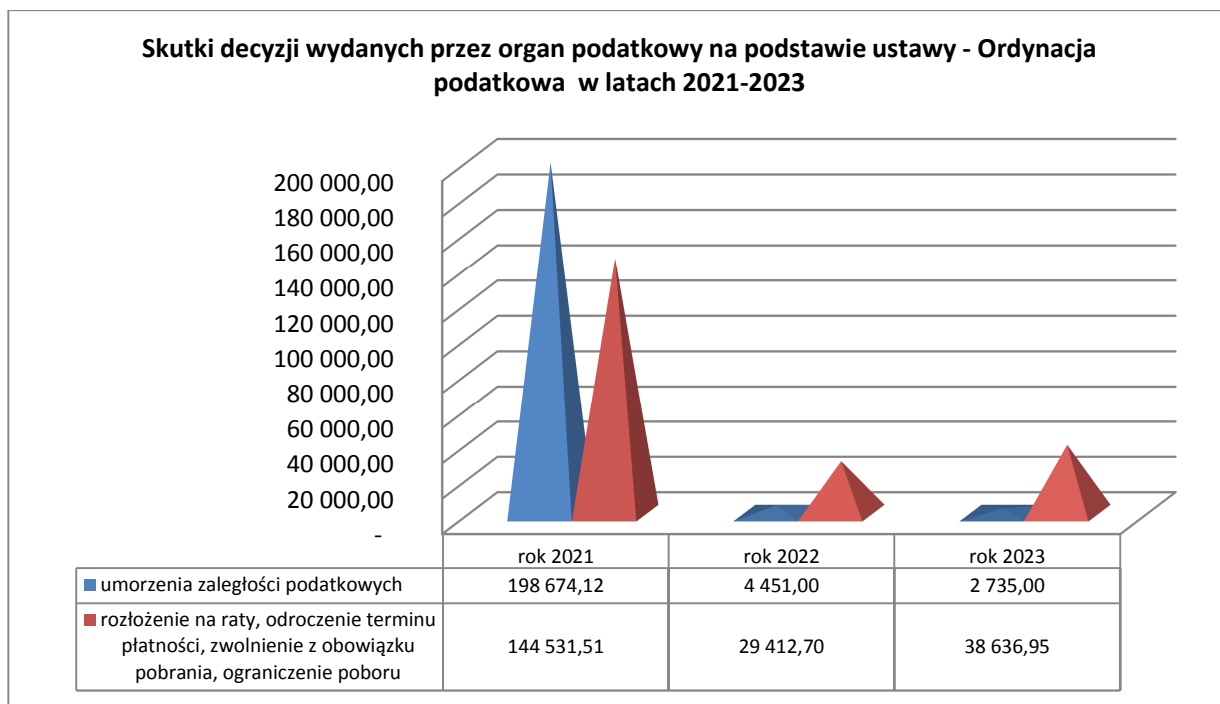 Skutki decyzji wydanych przez organ podatkowy na podstawie ustawy - Ordynacja
podatkowa w latach 2021-2023
200 000,00
180 000,00
160 000,00
140 000,00
120 000,00
100 000,00
80 000,00
60 000,00
40 000,00
20 000,00
-
rok 2021 rok 2022 rok 2023
umorzenia zaległości podatkowych 198 674,12 4 451,00 2 735,00
rozłożenie na raty, odroczenie terminu
płatności, zwolnienie z obowiązku
pobrania, ograniczenie poboru
144 531,51 29 412,70 38 636,95